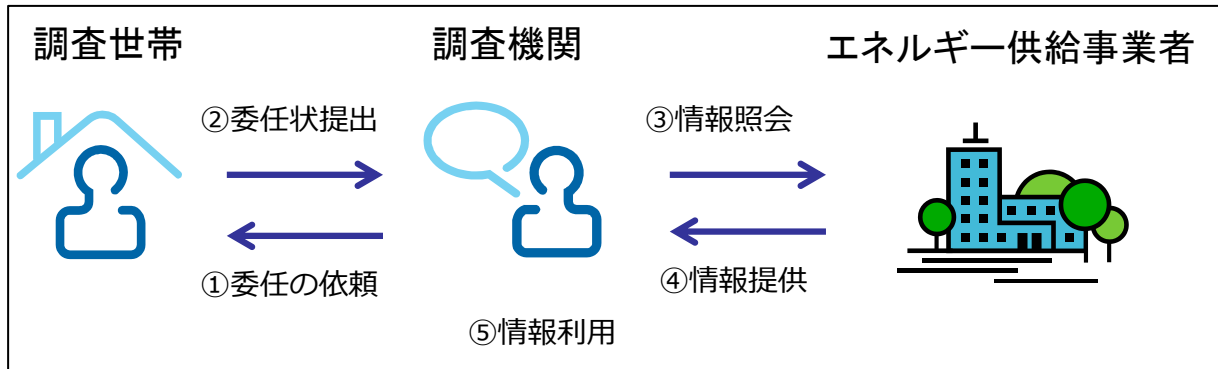 調査世帯
調査機関
エネルギー供給事業者
②委任状提出
③情報照会
①委任の依頼
④情報提供
⑤情報利用